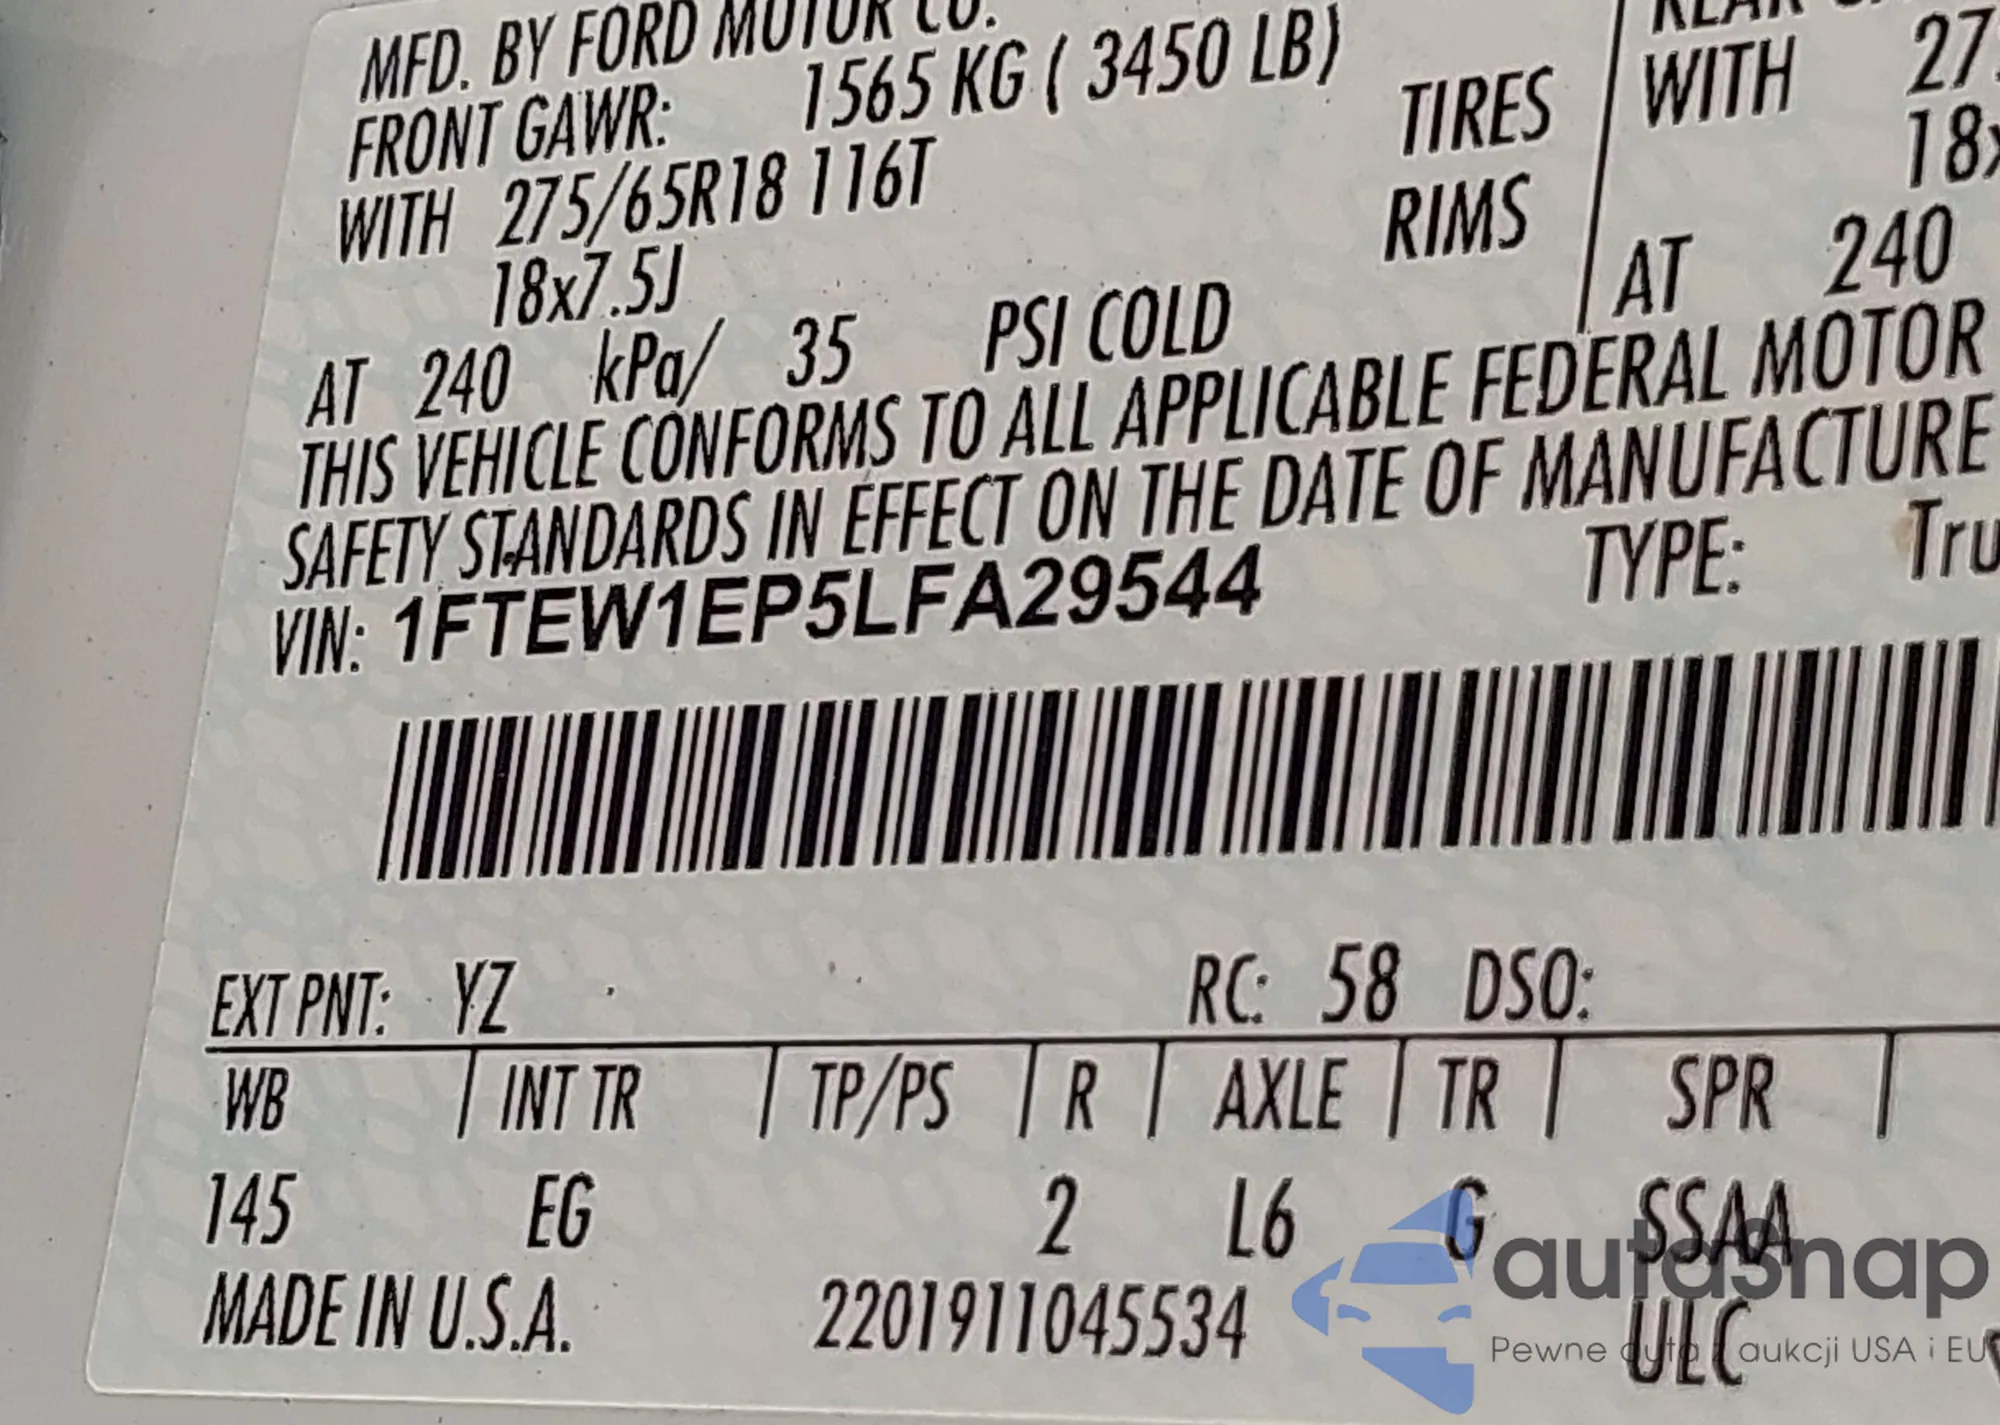 MFD. BY FORD MOTOR CO.
FRONT GAWR: 1565 KG ( 3450 LB)
WITH 275/65R18 116T TIRES
18x7.5J RIMS
AT 240 kPa/ 35 PSI COLD
WITH
AT 240
THIS VEHICLE CONFORMS TO ALL APPLICABLE FEDERAL MOTOR
SAFETY STANDARDS IN EFFECT ON THE DATE OF MANUFACTURE
VIN: 1FTEW1EP5LFA29544 TYPE:
EXT PNT: YZ RC: 58 DSO:
WB INT TR TP/PS R AXLE TR SPR
145 EG 2 L6 G SSAA
MADE IN U.S.A. 2201911045534 ULC
autosnap
Pewne auta z aukcji USA i EU